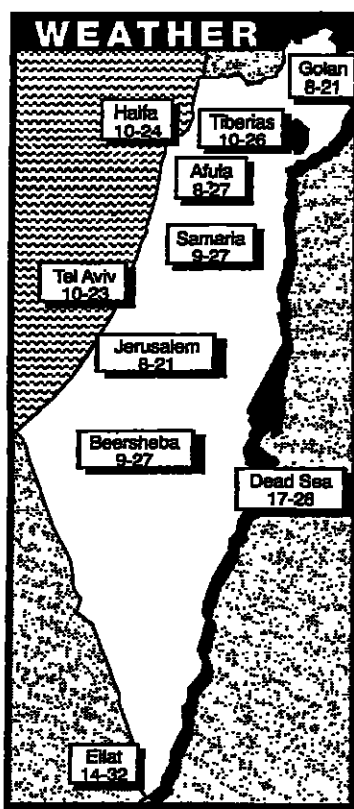 WEATHER
Golan
8-21
Haifa
10-24
Tiberias
10-26
Afula
8-27
Samaria
9-27
Tel Aviv
10-23
Jerusalem
8-21
Beersheba
9-27
Dead Sea
17-28
Eilat
14-32